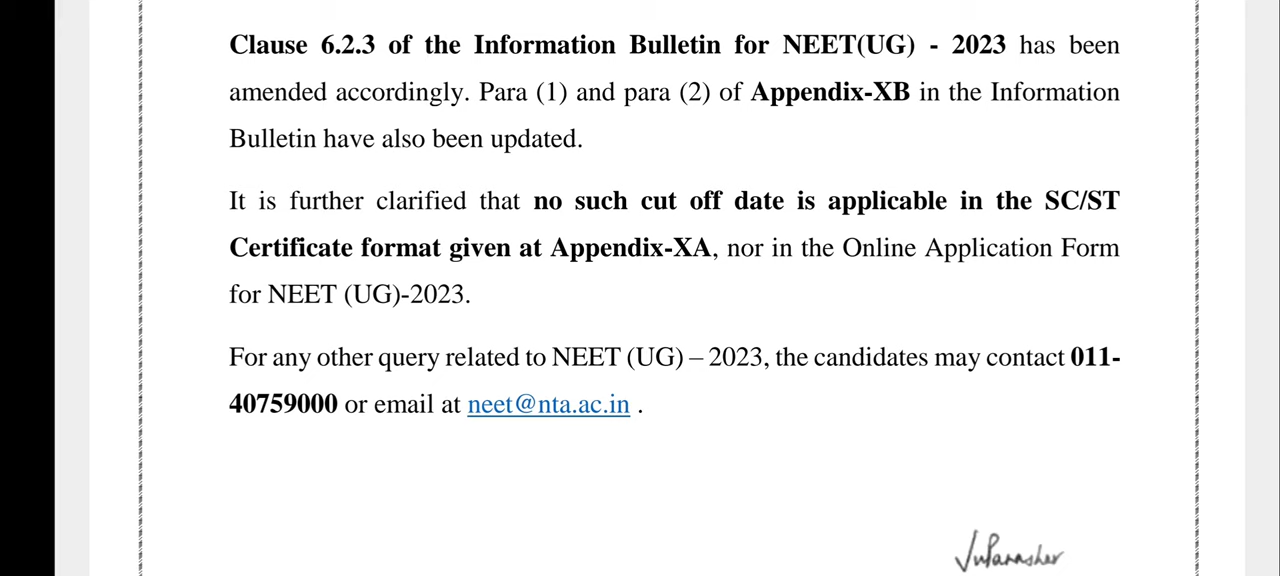 Clause 6.2.3 of the Information Bulletin for NEET(UG) - 2023 has been
amended accordingly. Para (1) and para (2) of Appendix-XB in the Information
Bulletin have also been updated.
It is further clarified that no such cut off date is applicable in the SC/ST
Certificate format given at Appendix-XA, nor in the Online Application Form
for NEET (UG)-2023.
For any other query related to NEET (UG) – 2023, the candidates may contact 011-
40759000 or email at neet@nta.ac.in .